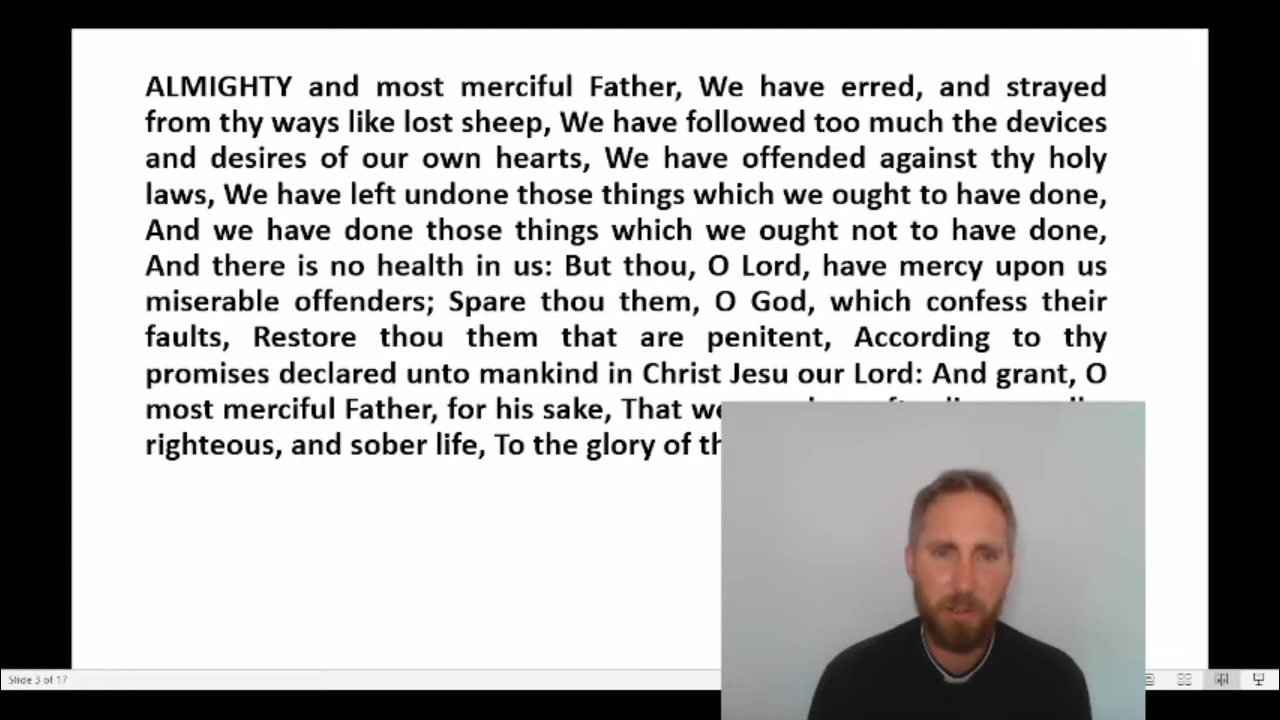 ALMIGHTY and most merciful Father, We have erred, and strayed
from thy ways like lost sheep, We have followed too much the devices
and desires of our own hearts, We have offended against thy holy
laws, We have left undone those things which we ought to have done,
And we have done those things which we ought not to have done,
And there is no health in us: But thou, O Lord, have mercy upon us
miserable offenders; Spare thou them, O God, which confess their
faults, Restore thou them that are penitent, According to thy
promises declared unto mankind in Christ Jesu our Lord: And grant, O
most merciful Father, for his sake, That we
righteous, and sober life, To the glory of
Slide 3 of 17